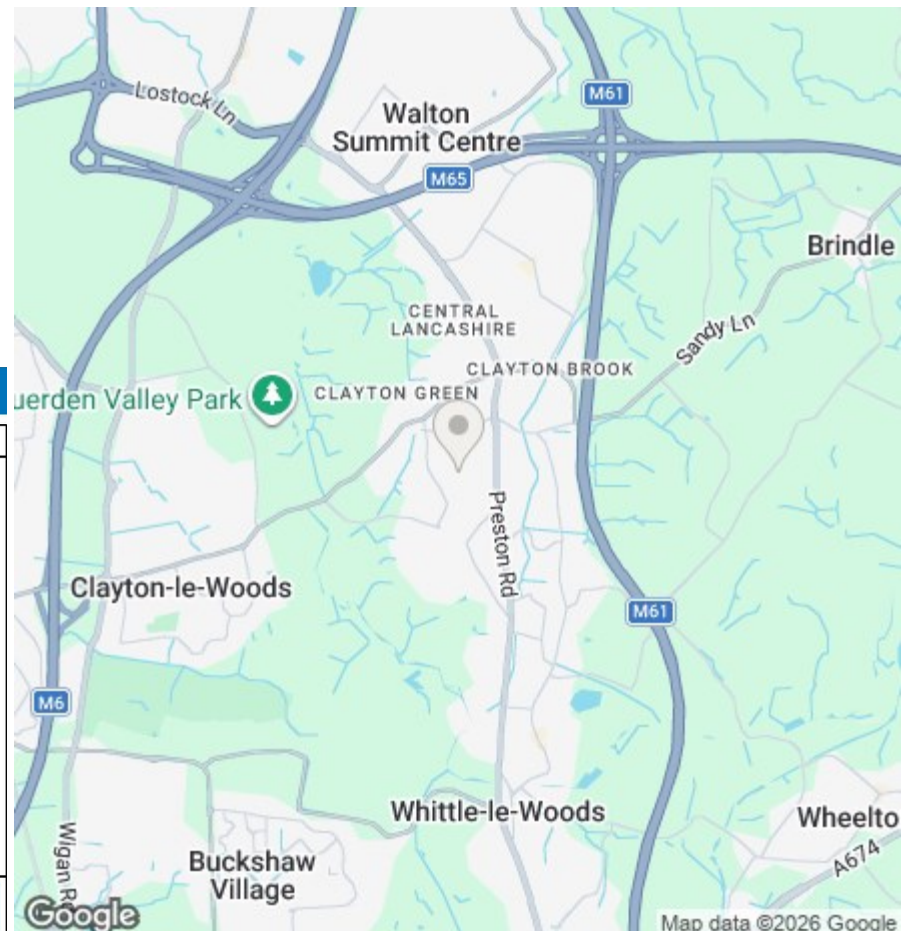 Lostock Ln
Walton
Summit Centre
M61
M65
Brindle
CENTRAL
LANCASHIRE
Sandy Ln
CLAYTON BROOK
uerden Valley Park
CLAYTON GREEN
Preston Rd
Clayton-le-Woods
M61
M6
Whittle-le-Woods
Wheelto
A674
Buckshaw
Village
Wigan R
Google
Map data ©2026 Google